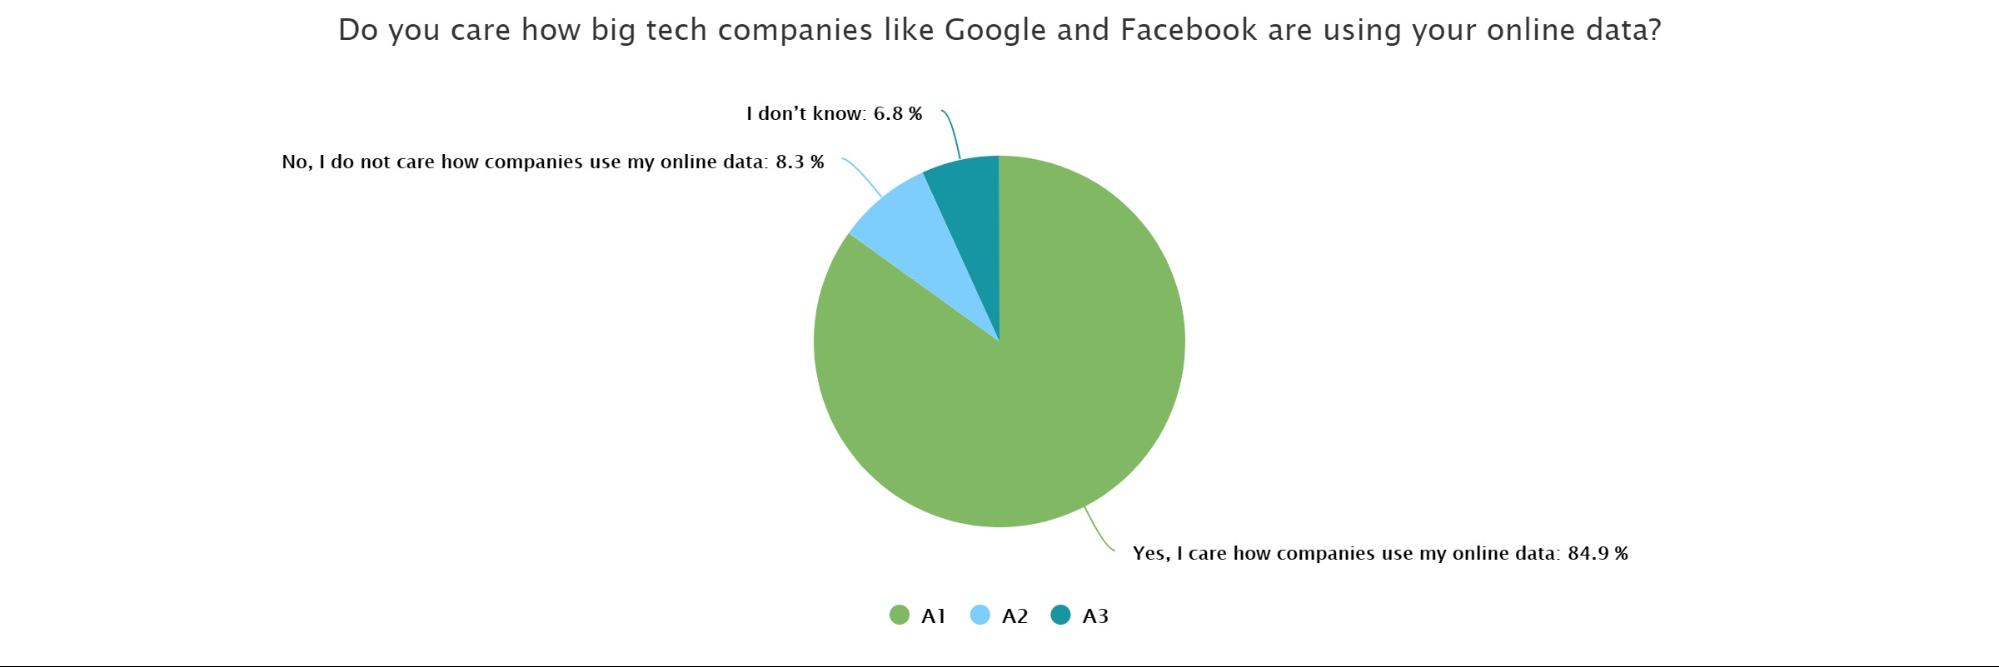 Do you care how big tech companies like Google and Facebook are using your online data?
I don’t know: 6.8 %
No, I do not care how companies use my online data: 8.3 %
Yes, I care how companies use my online data: 84.9 %
A1 A2 A3